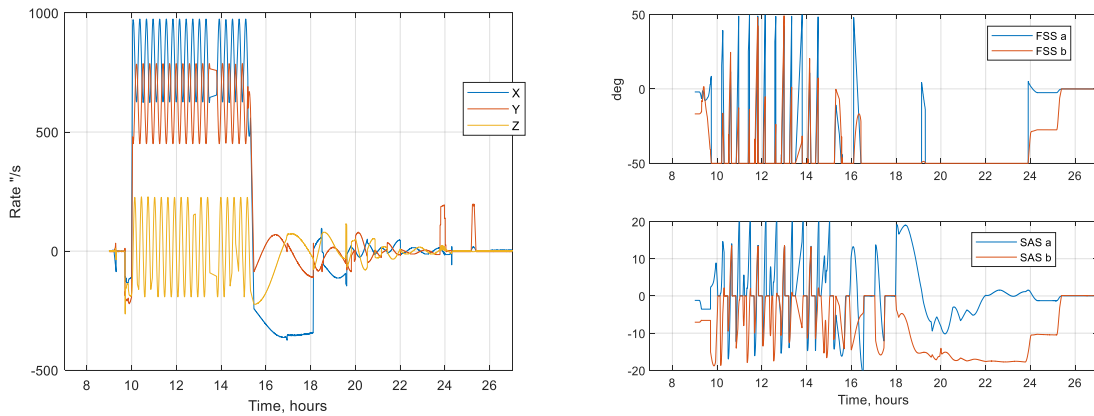 1000
500
0
-500
Rate "/s
8 10 12 14 16 18 20 22 24 26
Time, hours
X
Y
Z
50
0
-50
deg
8 10 12 14 16 18 20 22 24 26
FSS a
FSS b
20
10
0
-10
-20
8 10 12 14 16 18 20 22 24 26
Time, hours
SAS a
SAS b